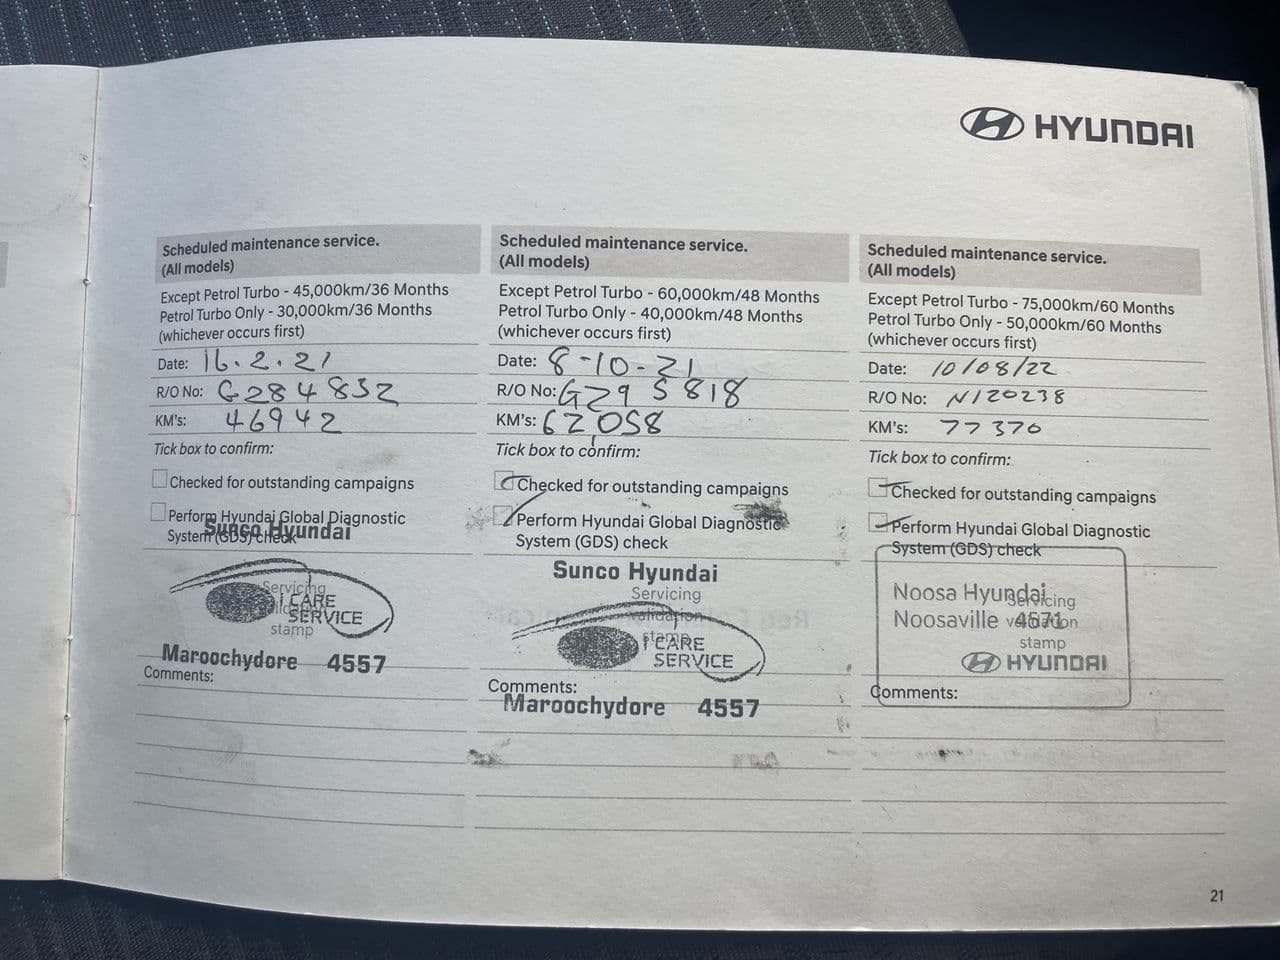 HYUNDAI
Scheduled maintenance service.
(All models)
Except Petrol Turbo - 45,000km/36 Months
Petrol Turbo Only - 30,000km/36 Months
(whichever occurs first)
Date: 16.2.21
R/O No: G284832
KM's: 46942
Tick box to confirm:
Checked for outstanding campaigns
Perform Hyundai Global Diagnostic
System (GDS) check
Sunco Hyundai
Servicing
validation
stamp
I CARE
SERVICE
Maroochydore 4557
Comments:
Scheduled maintenance service.
(All models)
Except Petrol Turbo - 60,000km/48 Months
Petrol Turbo Only - 40,000km/48 Months
(whichever occurs first)
Date: 8-10-21
R/O No: G295818
KM's: 62058
Tick box to confirm:
Checked for outstanding campaigns
Perform Hyundai Global Diagnostic
System (GDS) check
Sunco Hyundai
Servicing
validation
stamp
I CARE
SERVICE
Comments:
Maroochydore 4557
Scheduled maintenance service.
(All models)
Except Petrol Turbo - 75,000km/60 Months
Petrol Turbo Only - 50,000km/60 Months
(whichever occurs first)
Date: 10/08/22
R/O No: N120238
KM's: 77370
Tick box to confirm:
Checked for outstanding campaigns
Perform Hyundai Global Diagnostic
System (GDS) check
Noosa Hyundai
Noosaville 4571
Servicing
validation
stamp
HYUNDAI
Comments:
21